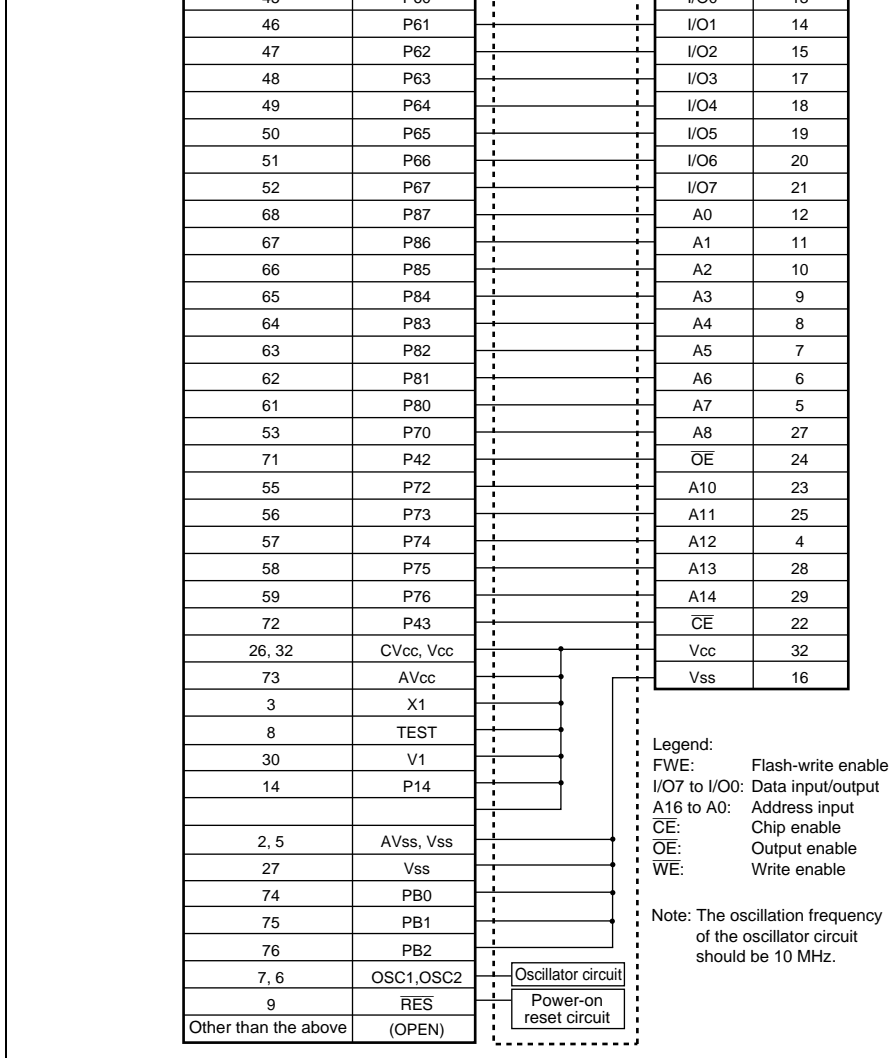 46 P61 I/O1 14
47 P62 I/O2 15
48 P63 I/O3 17
49 P64 I/O4 18
50 P65 I/O5 19
51 P66 I/O6 20
52 P67 I/O7 21
68 P87 A0 12
67 P86 A1 11
66 P85 A2 10
65 P84 A3 9
64 P83 A4 8
63 P82 A5 7
62 P81 A6 6
61 P80 A7 5
53 P70 A8 27
71 P42 O̅E̅ 24
55 P72 A10 23
56 P73 A11 25
57 P74 A12 4
58 P75 A13 28
59 P76 A14 29
72 P43 C̅E̅ 22
26, 32 CVcc, Vcc Vcc 32
73 AVcc Vss 16
3 X1
8 TEST
30 V1
14 P14
2, 5 AVss, Vss
27 Vss
74 PB0
75 PB1
76 PB2
7, 6 OSC1,OSC2 Oscillator circuit
9 R̅E̅S̅ Power-on
reset circuit
Other than the above (OPEN)
Legend:
FWE: Flash-write enable
I/O7 to I/O0: Data input/output
A16 to A0: Address input
C̅E̅: Chip enable
O̅E̅: Output enable
W̅E̅: Write enable
Note: The oscillation frequency
of the oscillator circuit
should be 10 MHz.